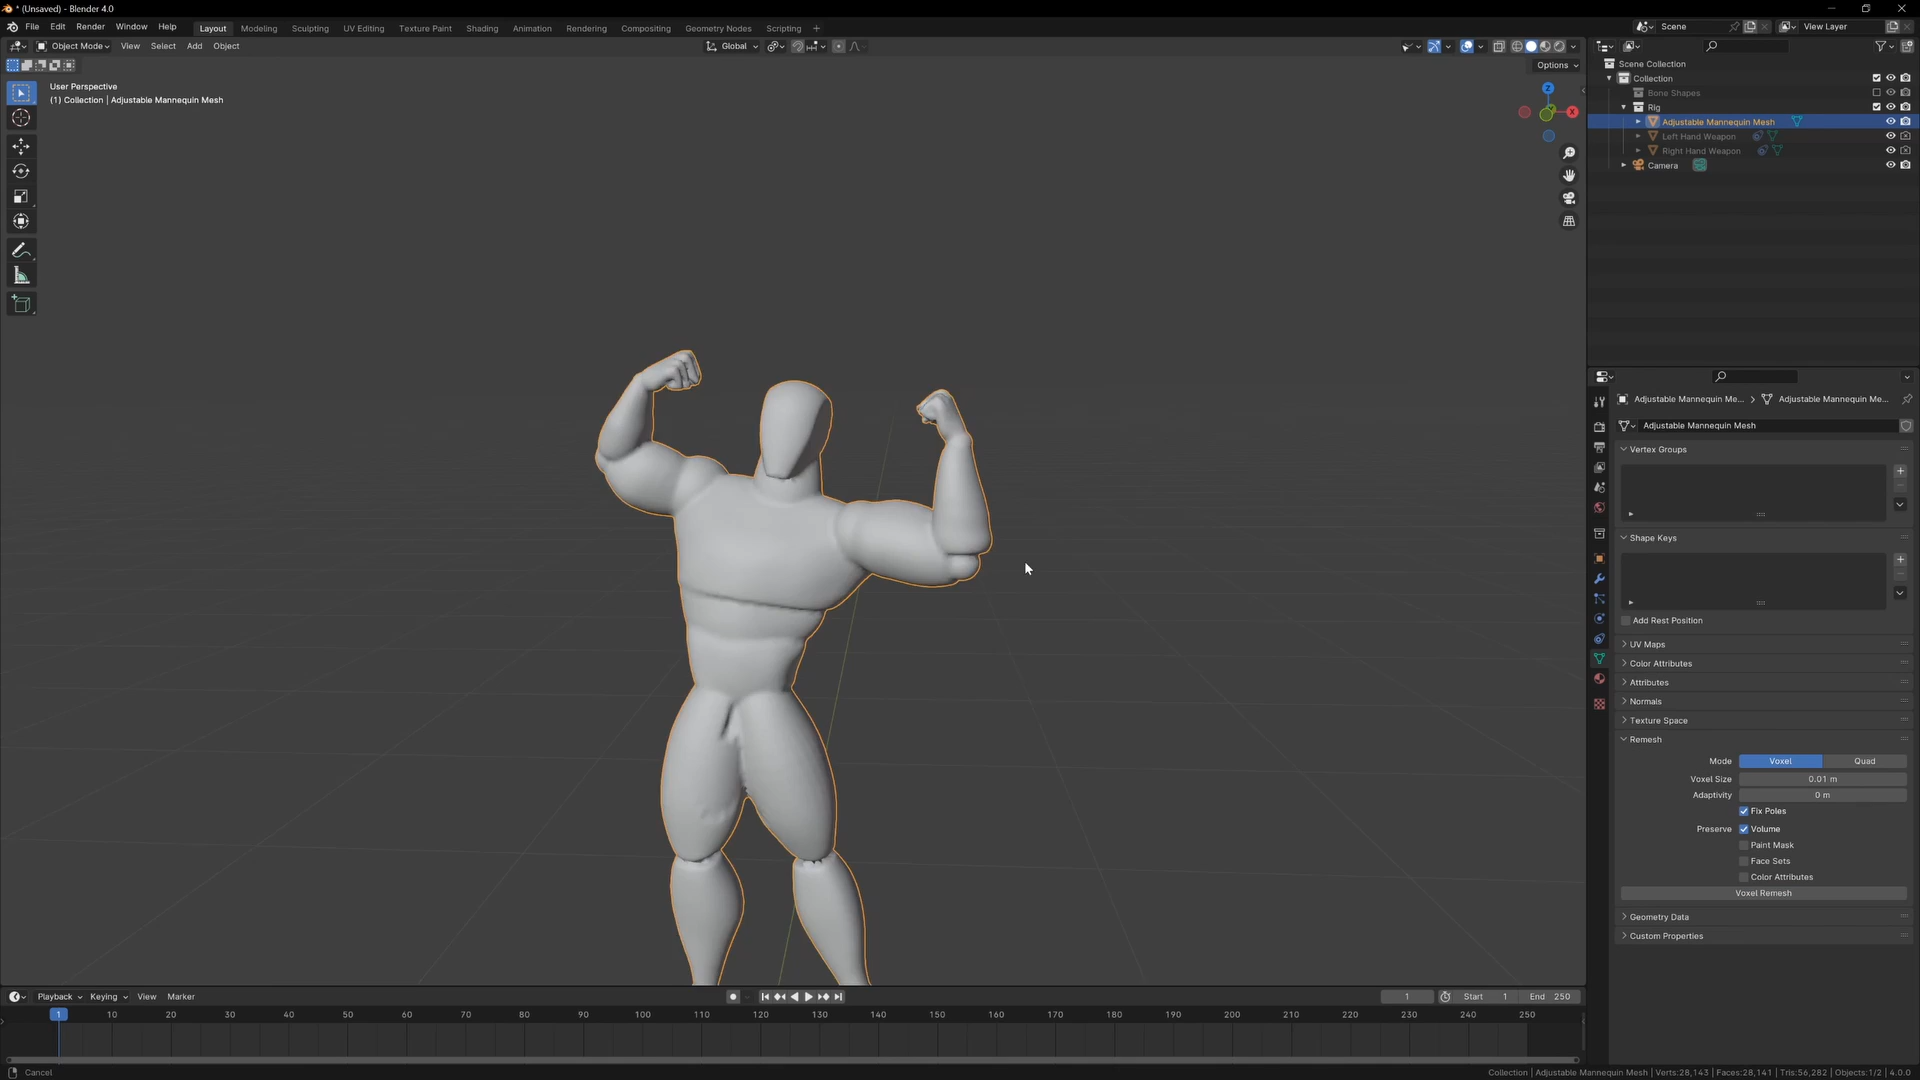 * (Unsaved) - Blender 4.0
File Edit Render Window Help Layout Modeling Sculpting UV Editing Texture Paint Shading Animation Rendering Compositing Geometry Nodes Scripting + Scene View Layer
Object Mode View Select Add Object Global
Options
User Perspective
(1) Collection | Adjustable Mannequin Mesh
Z
X
Scene Collection
Collection
Bone Shapes
Rig
Adjustable Mannequin Mesh
Left Hand Weapon
Right Hand Weapon
Camera
Adjustable Mannequin Me... > Adjustable Mannequin Me...
Adjustable Mannequin Mesh
Vertex Groups
Shape Keys
Add Rest Position
UV Maps
Color Attributes
Attributes
Normals
Texture Space
Remesh
Mode Voxel Quad
Voxel Size 0.01 m
Adaptivity 0 m
Fix Poles
Preserve Volume
Paint Mask
Face Sets
Color Attributes
Voxel Remesh
Geometry Data
Custom Properties
Playback Keying View Marker 1 Start 1 End 250
1 10 20 30 40 50 60 70 80 90 100 110 120 130 140 150 160 170 180 190 200 210 220 230 240 250
Cancel
Collection | Adjustable Mannequin Mesh | Verts:28,143 | Faces:28,141 | Tris:56,282 | Objects:1/2 | 4.0.0